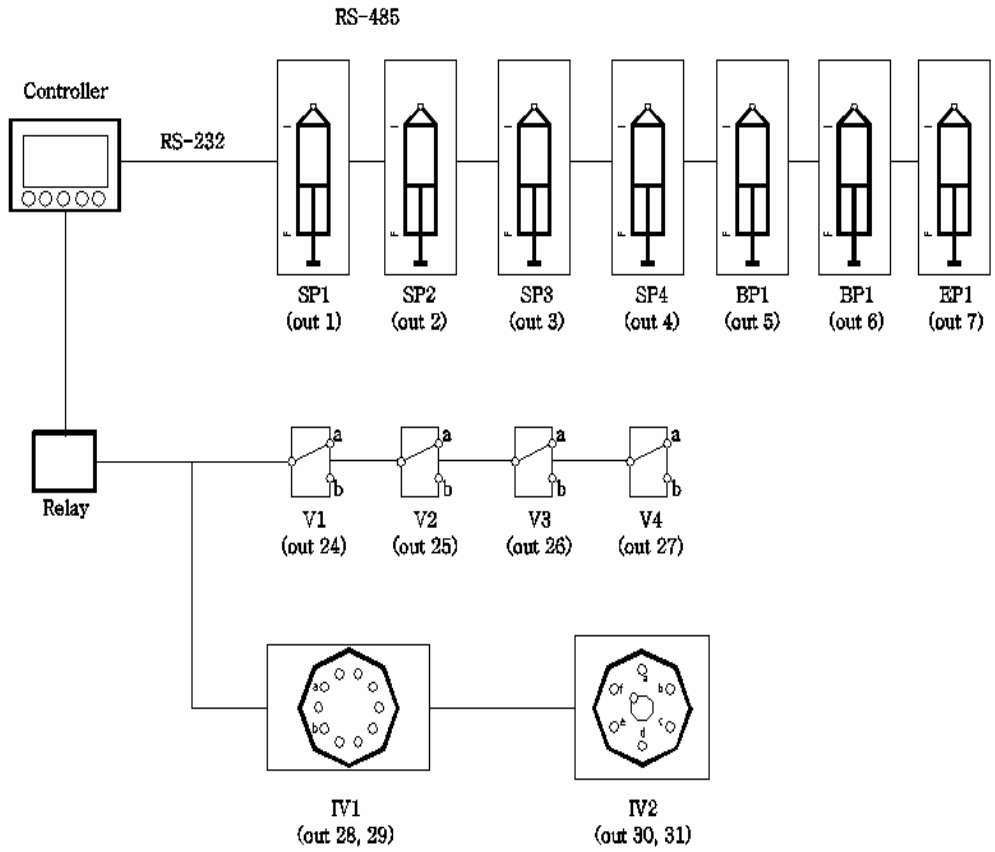 RS-485
Controller
RS-232
I I I I I I I
F F F F F F F
SP1 SP2 SP3 SP4 BP1 BP1 EP1
(out 1) (out 2) (out 3) (out 4) (out 5) (out 6) (out 7)
a a a a
b b b b
Relay
V1 V2 V3 V4
(out 24) (out 25) (out 26) (out 27)
a
b
a
f b
e c
d
IV1 IV2
(out 28, 29) (out 30, 31)